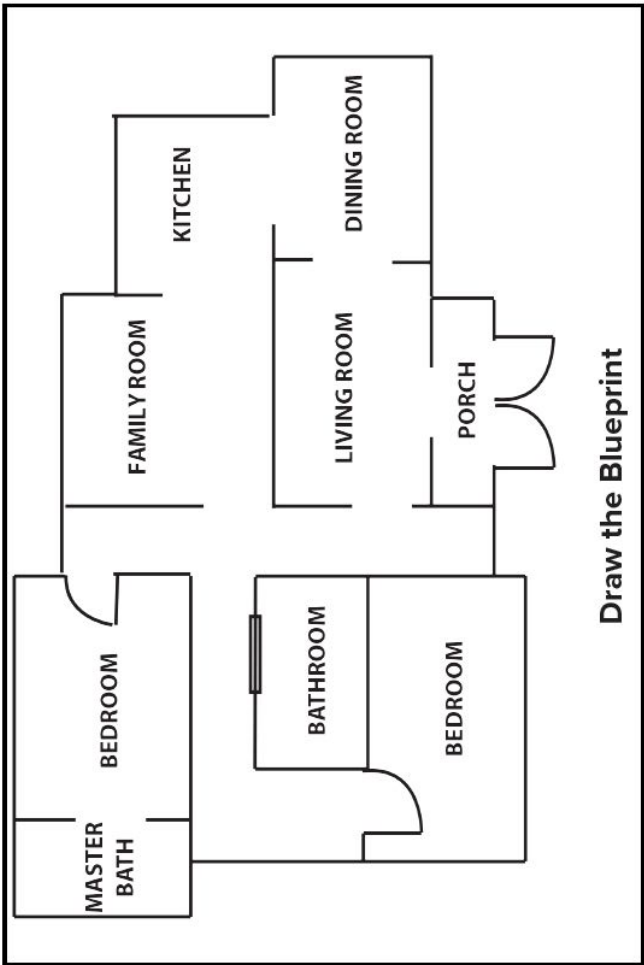 MASTER
BATH
BEDROOM
FAMILY ROOM
KITCHEN
BATHROOM
LIVING ROOM
DINING ROOM
BEDROOM
PORCH
Draw the Blueprint